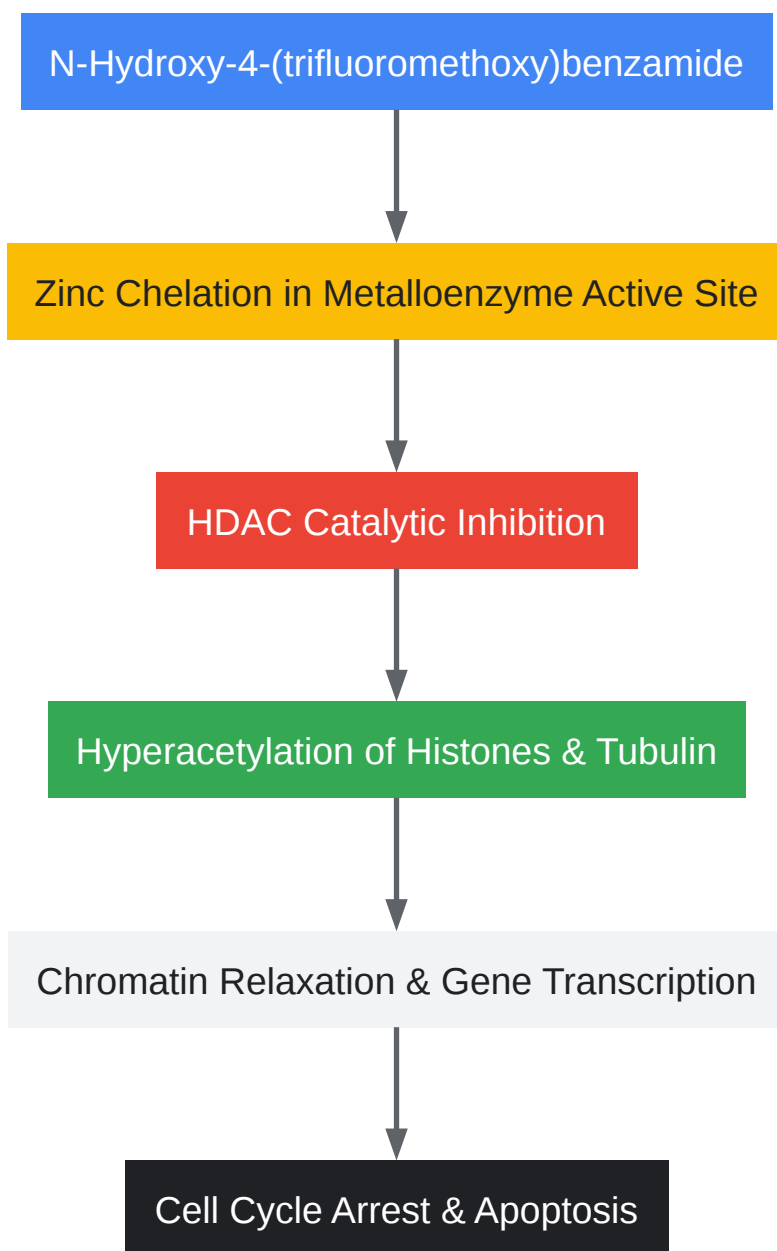 N-Hydroxy-4-(trifluoromethoxy)benzamide
Zinc Chelation in Metalloenzyme Active Site
HDAC Catalytic Inhibition
Hyperacetylation of Histones & Tubulin
Chromatin Relaxation & Gene Transcription
Cell Cycle Arrest & Apoptosis